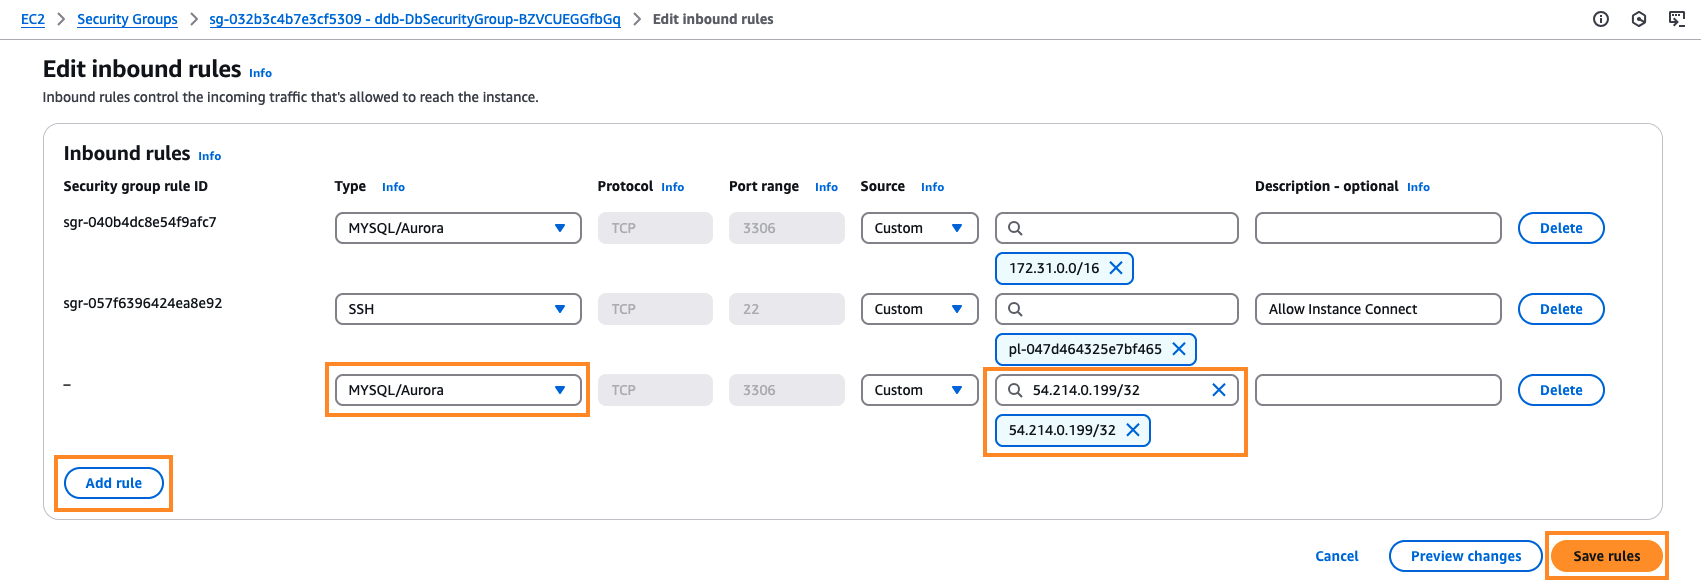 EC2 > Security Groups > sg-032b3c4b7e3cf5309 - ddb-DbSecurityGroup-BZVCUEGGfbGq > Edit inbound rules
Edit inbound rules Info
Inbound rules control the incoming traffic that's allowed to reach the instance.
Inbound rules Info
Security group rule ID Type Info Protocol Info Port range Info Source Info Description - optional Info
sgr-040b4dc8e54f9afc7 MYSQL/Aurora TCP 3306 Custom Delete
172.31.0.0/16
sgr-057f6396424ea8e92 SSH TCP 22 Custom Allow Instance Connect Delete
pl-047d464325e7bf465
– MYSQL/Aurora TCP 3306 Custom 54.214.0.199/32 Delete
54.214.0.199/32
Add rule
Cancel Preview changes Save rules